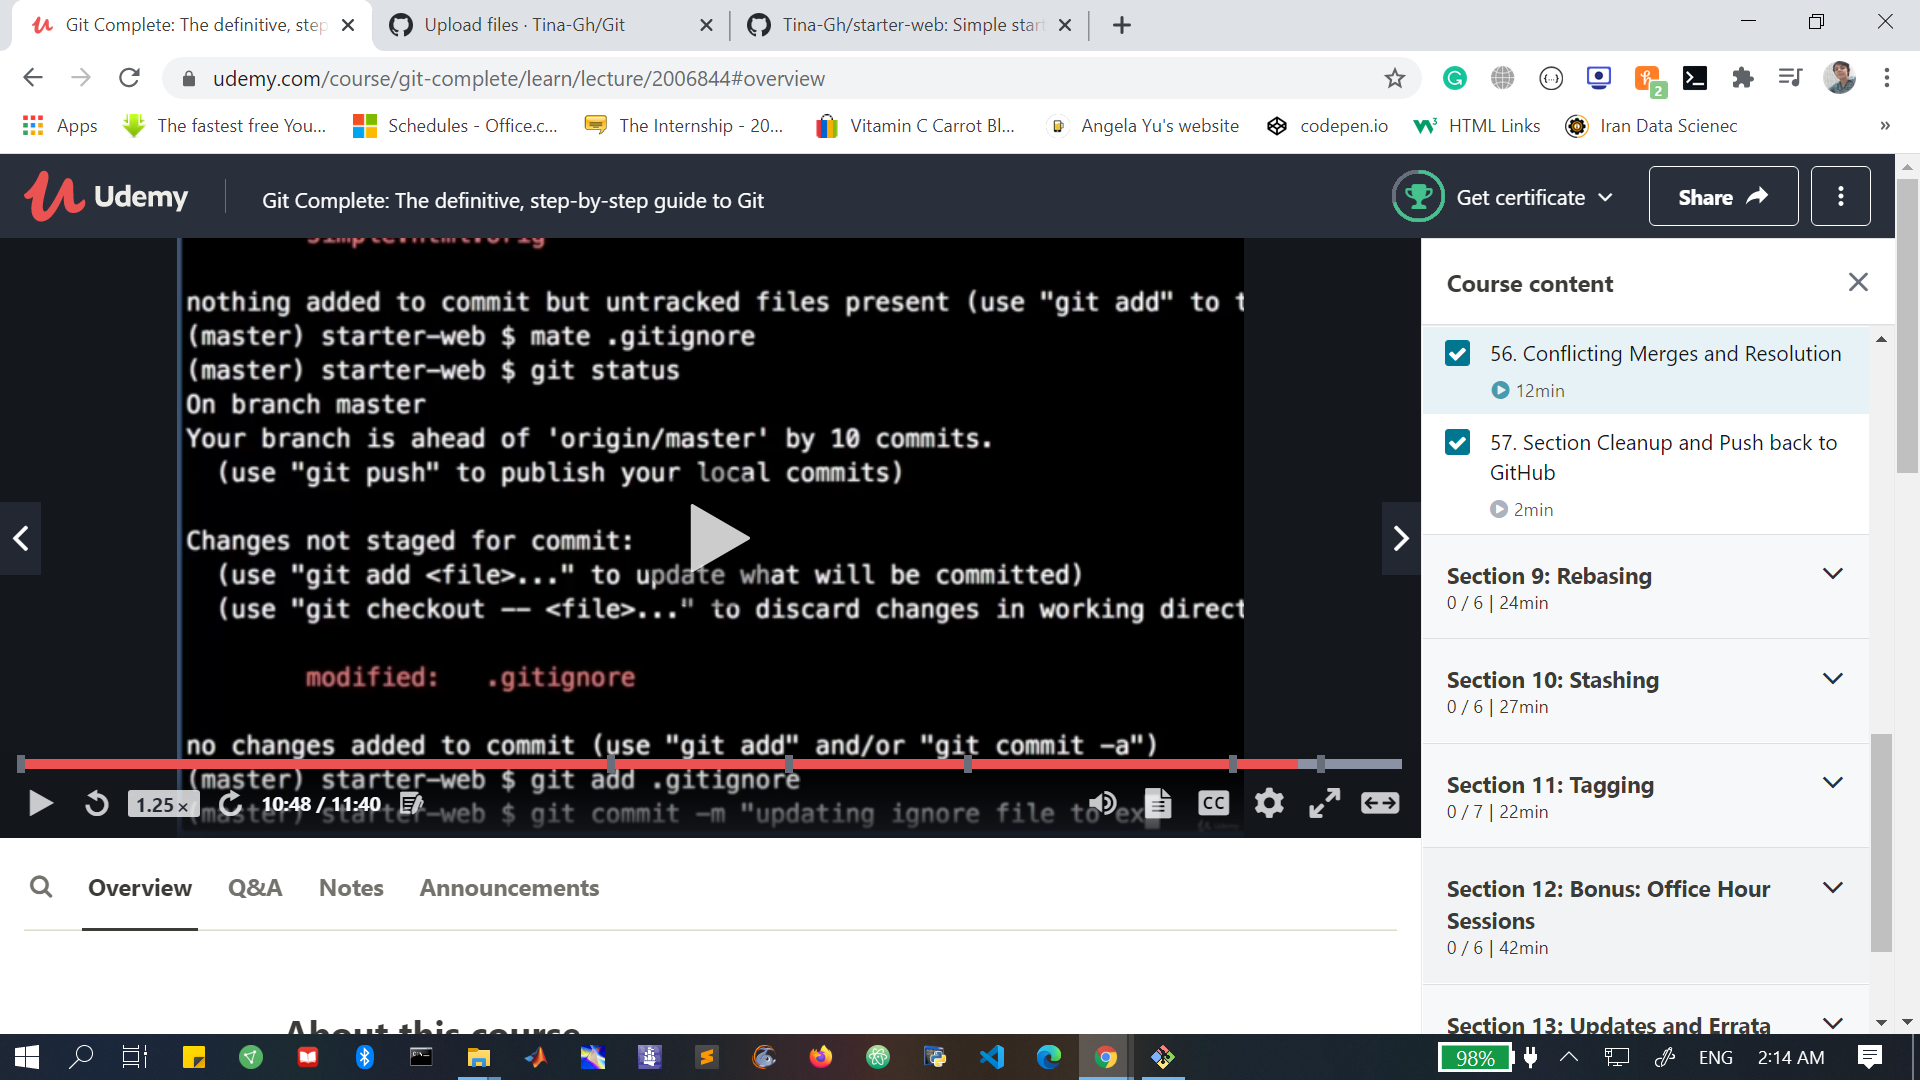 Git Complete: The definitive, step
Upload files · Tina-Gh/Git
Tina-Gh/starter-web: Simple start
udemy.com/course/git-complete/learn/lecture/2006844#overview
2
Apps
The fastest free You...
Schedules - Office.c...
The Internship - 20...
Vitamin C Carrot Bl...
Angela Yu's website
codepen.io
HTML Links
Iran Data Scienec
»
Udemy
Git Complete: The definitive, step-by-step guide to Git
Get certificate
Share
simple.html.orig
nothing added to commit but untracked files present (use "git add" to t
(master) starter-web $ mate .gitignore
(master) starter-web $ git status
On branch master
Your branch is ahead of 'origin/master' by 10 commits.
(use "git push" to publish your local commits)
Changes not staged for commit:
(use "git add <file>..." to update what will be committed)
(use "git checkout -- <file>..." to discard changes in working direct
modified: .gitignore
no changes added to commit (use "git add" and/or "git commit -a")
(master) starter-web $ git add .gitignore
(master) starter-web $ git commit -m "updating ignore file to ex
1.25×
10:48 / 11:40
CC
Course content
56. Conflicting Merges and Resolution
12min
57. Section Cleanup and Push back to
GitHub
2min
Section 9: Rebasing
0 / 6 | 24min
Section 10: Stashing
0 / 6 | 27min
Section 11: Tagging
0 / 7 | 22min
Section 12: Bonus: Office Hour
Sessions
0 / 6 | 42min
Section 13: Updates and Errata
Overview
Q&A
Notes
Announcements
About this course
98%
ENG
2:14 AM